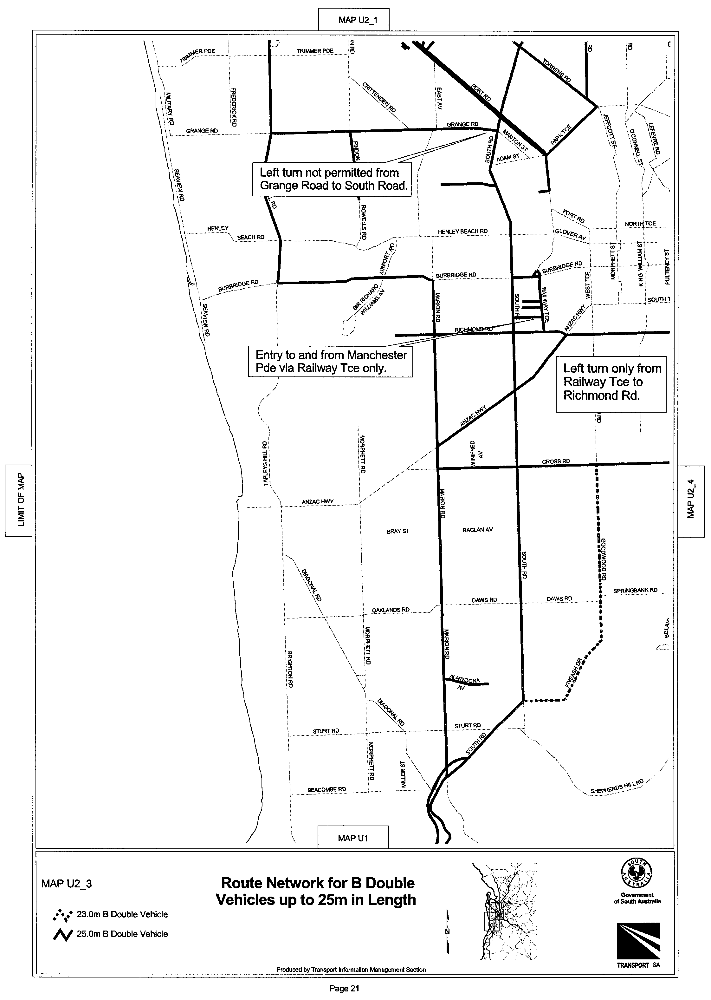 MAP U2_1
TRIMMER PDE
TRIMMER PDE
N RD
RD
RD
TORRENS RD
PORT RD
CRITTENDEN RD
EAST AV
FREDERICK RD
MILITARY RD
GRANGE RD
GRANGE RD
JEFFCOTT ST
LEFEVRE RD
O'CONNELL ST
PARK TCE
MANTON ST
SOUTH RD
ADAM ST
FINDON
Left turn not permitted from
Grange Road to South Road.
SEAVIEW RD
L RD
ROWELLS RD
PORT RD
NORTH TCE
HENLEY
BEACH RD
HENLEY BEACH RD
GLOVER AV
AIRPORT RD
MORPHETT ST
KING WILLIAM ST
PULTENEY ST
BURBRIDGE RD
BURBRIDGE RD
BURBRIDGE RD
WEST TCE
SIR RICHARD
WILLIAMS AV
MARION RD
SOUTH RD
RAILWAY TCE
SOUTH T
SEAVIEW RD
ANZAC HWY
RICHMOND RD
Entry to and from Manchester
Pde via Railway Tce only.
Left turn only from
Railway Tce to
Richmond Rd.
ANZAC HWY
D RD
TAPLEYS HILL RD
MORPHETT RD
WINIFRED
AV
CROSS RD
LIMIT OF MAP
MAP U2_4
ANZAC HWY
MARION RD
BRAY ST
RAGLAN AV
GOODWOOD RD
SOUTH RD
DIAGONAL RD
SPRINGBANK RD
DAWS RD
DAWS RD
OAKLANDS RD
BELAIR
MORPHETT RD
MARION RD
BRIGHTON RD
FIVEASH DR
ALAWOONA
AV
DIAGONAL RD
STURT RD
STURT RD
SOUTH RD
MORPHETT RD
MILLER ST
SEACOMBE RD
SHEPHERDS HILL RD
MAP U1
MAP U2_3
Route Network for B Double
Vehicles up to 25m in Length
23.0m B Double Vehicle
25.0m B Double Vehicle
N
SOUTH
AUSTRALIA
Government
of South Australia
TRANSPORT SA
Produced by Transport Information Management Section
Page 21